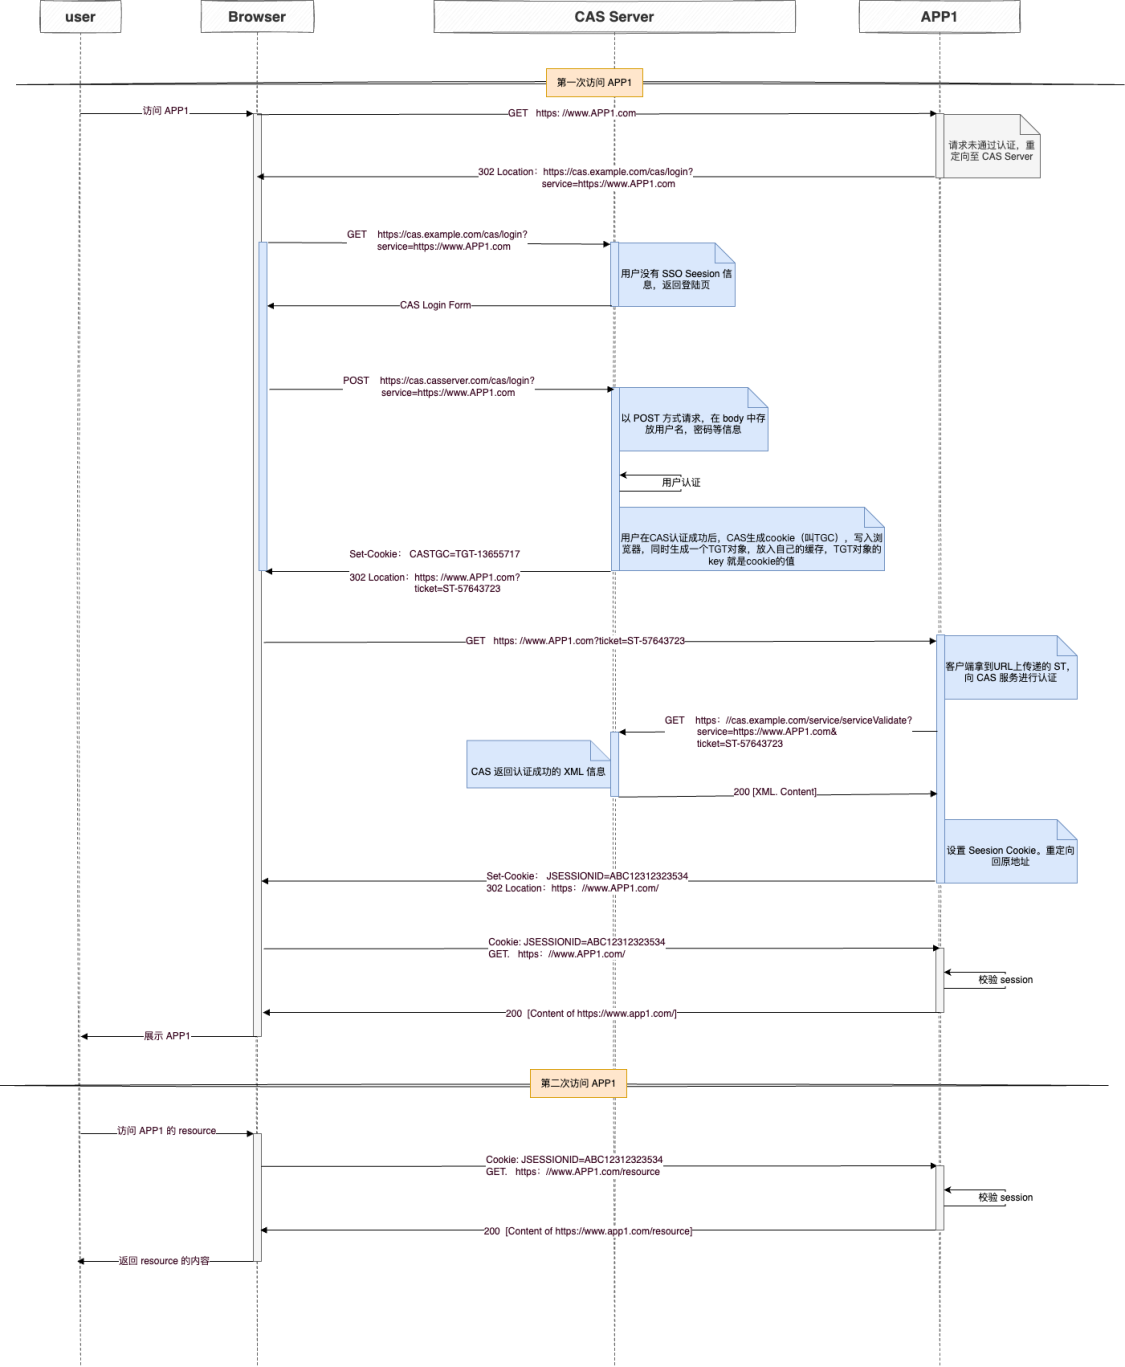 user
Browser
CAS Server
APP1
第一次访问 APP1
访问 APP1
GET https: //www.APP1.com
请求未通过认证，重
定向至 CAS Server
302 Location：https://cas.example.com/cas/login?
service=https://www.APP1.com
GET https://cas.example.com/cas/login?
service=https://www.APP1.com
用户没有 SSO Seesion 信
息，返回登陆页
CAS Login Form
POST https://cas.casserver.com/cas/login?
service=https://www.APP1.com
以 POST 方式请求，在 body 中存
放用户名，密码等信息
用户认证
用户在CAS认证成功后，CAS生成cookie（叫TGC），写入浏
览器，同时生成一个TGT对象，放入自己的缓存，TGT对象的
key 就是cookie的值
Set-Cookie： CASTGC=TGT-13655717
302 Location：https: //www.APP1.com?
ticket=ST-57643723
GET https: //www.APP1.com?ticket=ST-57643723
客户端拿到URL上传递的 ST，
向 CAS 服务进行认证
GET https：//cas.example.com/service/serviceValidate?
service=https://www.APP1.com&
ticket=ST-57643723
CAS 返回认证成功的 XML 信息
200 [XML. Content]
设置 Seesion Cookie。重定向
回原地址
Set-Cookie： JSESSIONID=ABC12312323534
302 Location：https：//www.APP1.com/
Cookie: JSESSIONID=ABC12312323534
GET. https：//www.APP1.com/
校验 session
200 [Content of https://www.app1.com/]
展示 APP1
第二次访问 APP1
访问 APP1 的 resource
Cookie: JSESSIONID=ABC12312323534
GET. https：//www.APP1.com/resource
校验 session
200 [Content of https://www.app1.com/resource]
返回 resource 的内容